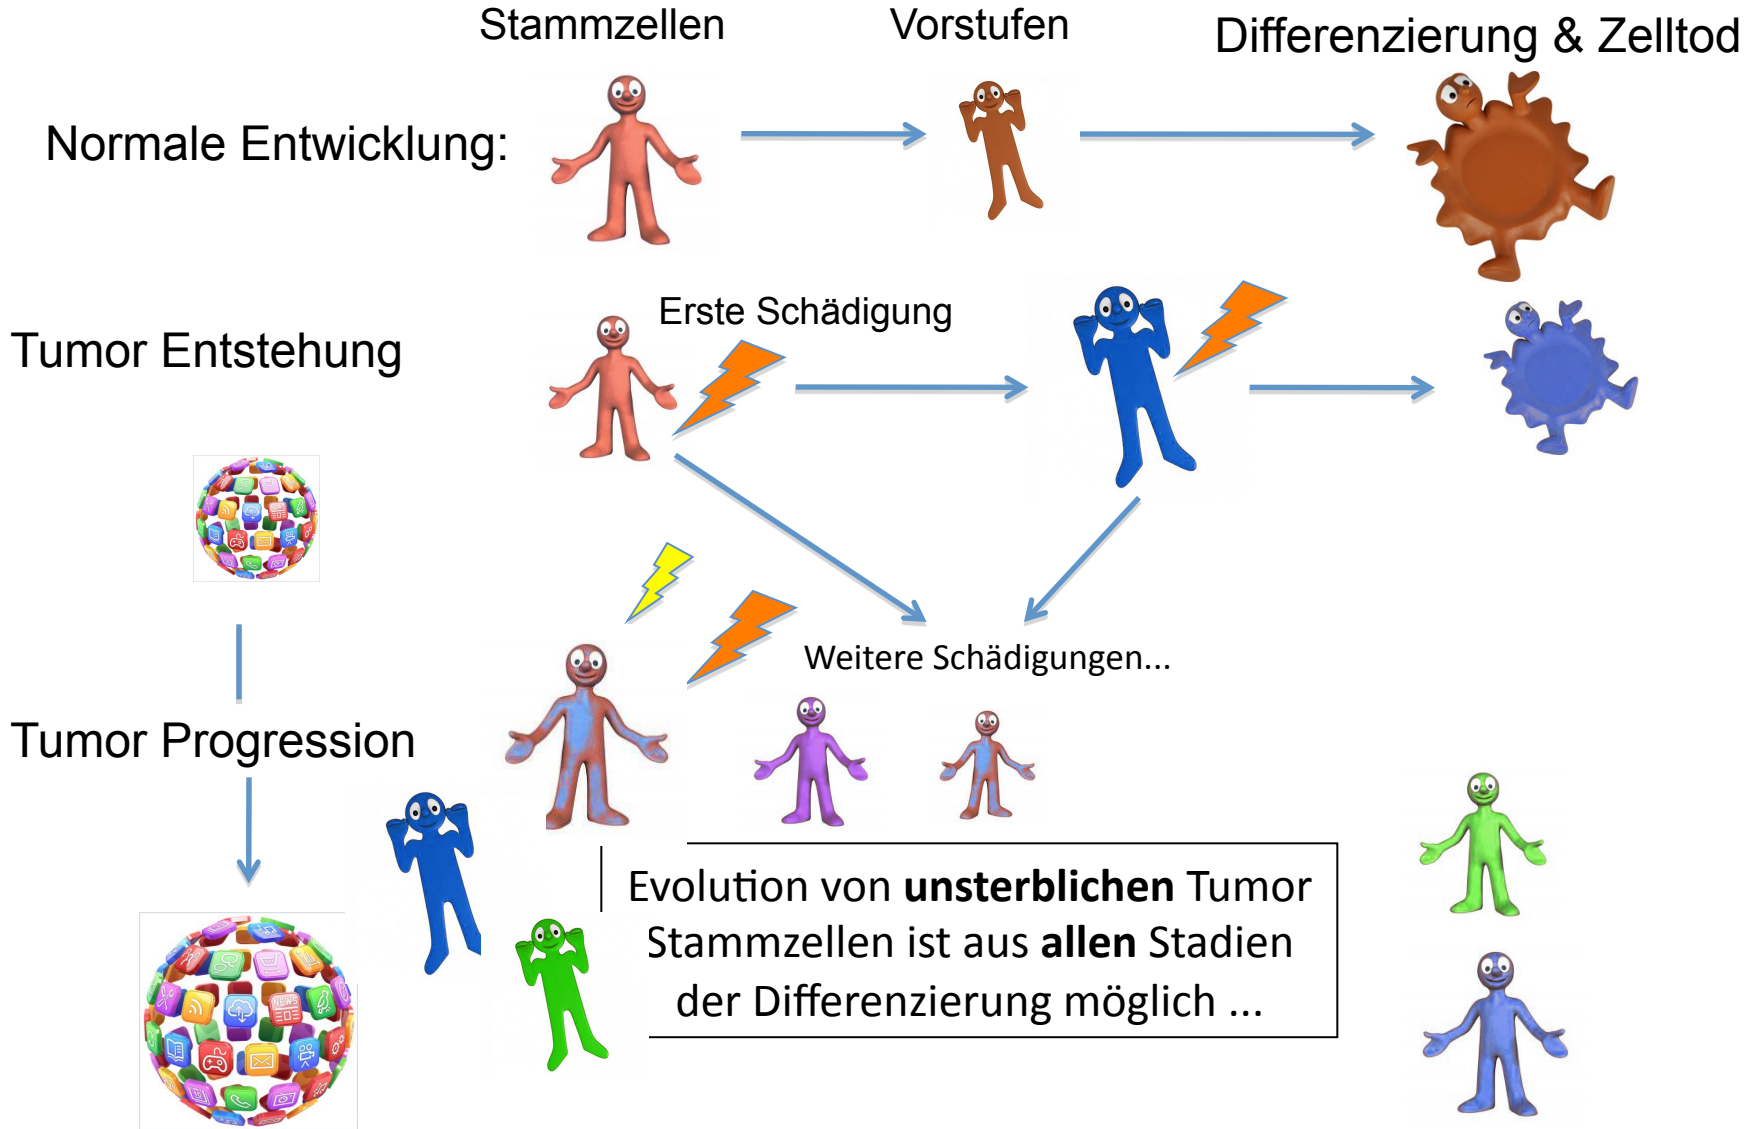 Stammzellen
Vorstufen
Differenzierung & Zelltod
Normale Entwicklung:
Erste Schädigung
Tumor Entstehung
Weitere Schädigungen...
Tumor Progression
Evolution von unsterblichen Tumor
Stammzellen ist aus allen Stadien
der Differenzierung möglich ...
NEWS